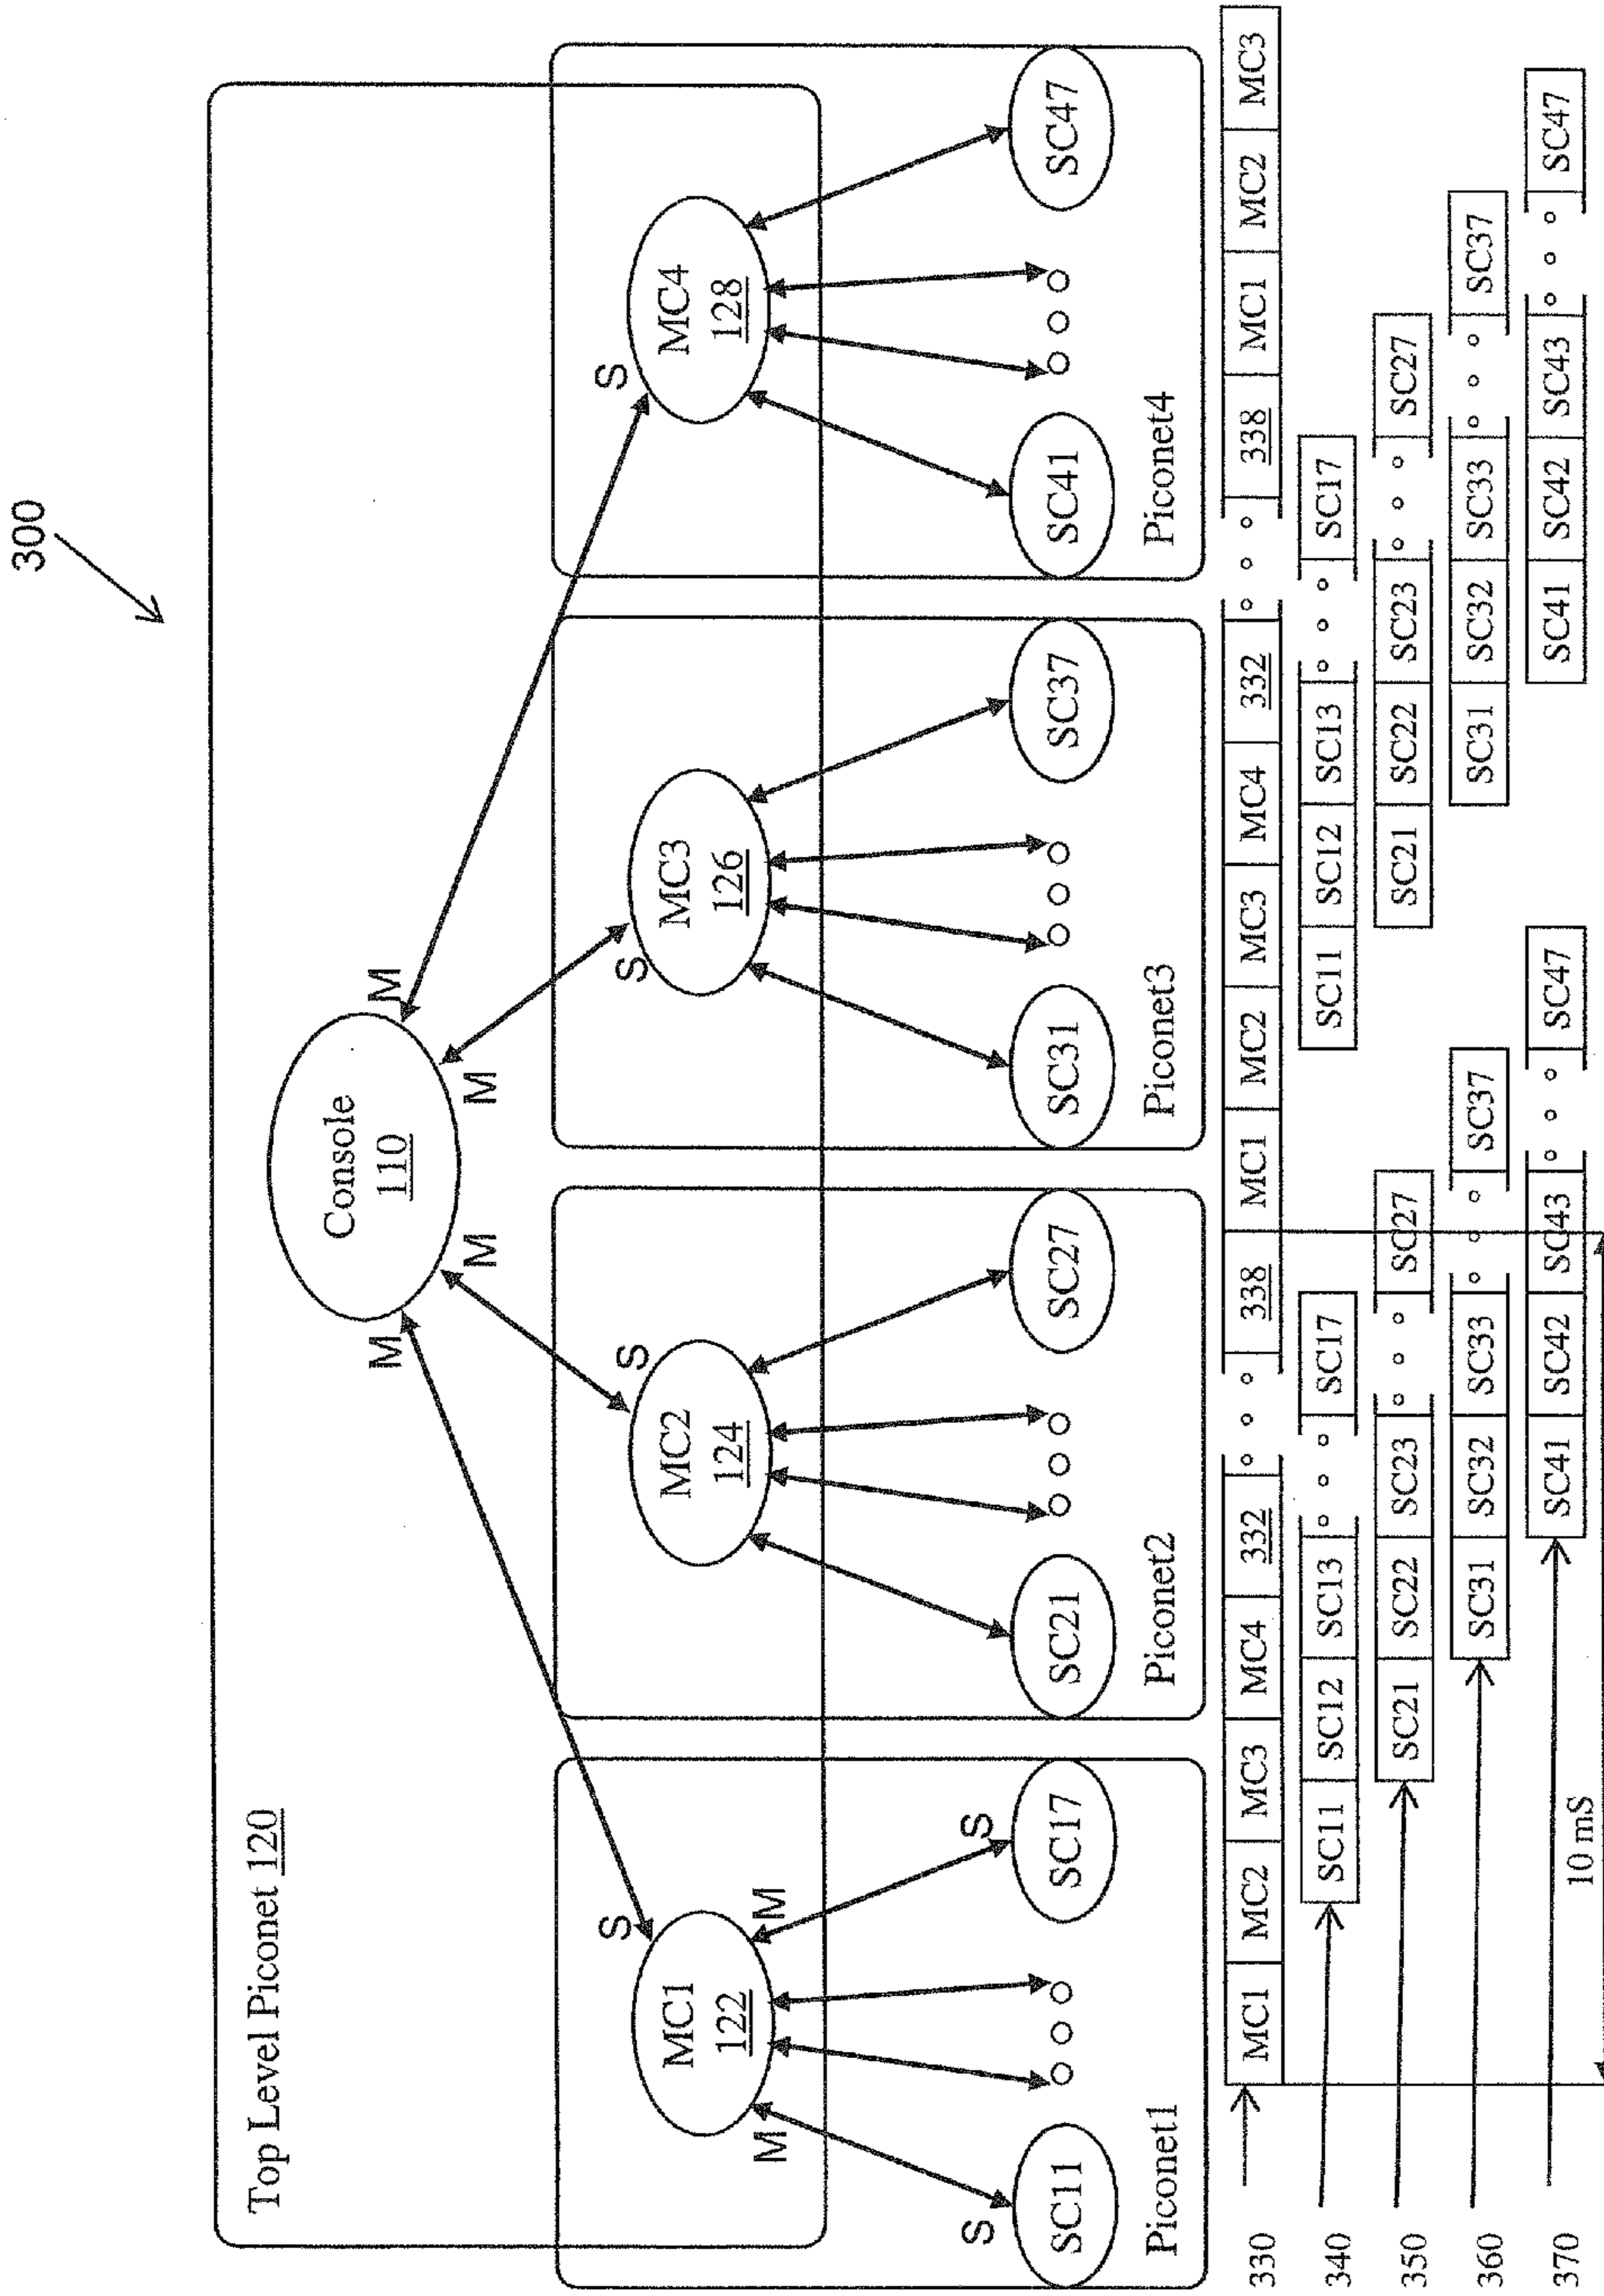 300
Top Level Piconet 120
Console
110
M
M
M
M
S
S
S
S
MC1
122
MC2
124
MC3
126
MC4
128
M
M
S
S
SC11
SC17
SC21
SC27
SC31
SC37
SC41
SC47
Piconet1
Piconet2
Piconet3
Piconet4
330 MC1 MC2 MC3 MC4 332 338 MC1 MC2 MC3 MC4 332 338 MC1 MC2 MC3
340 SC11 SC12 SC13 SC17 SC11 SC12 SC13 SC17
350 SC21 SC22 SC23 SC27 SC21 SC22 SC23 SC27
360 SC31 SC32 SC33 SC37 SC31 SC32 SC33 SC37
370 SC41 SC42 SC43 SC47 SC41 SC42 SC43 SC47
10 mS